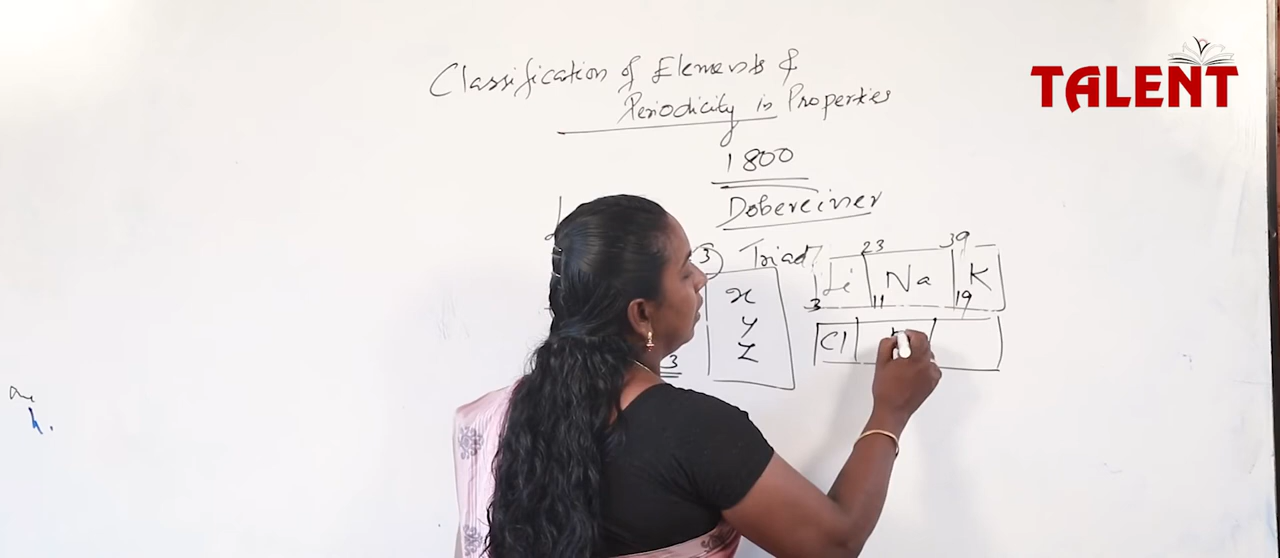 Classification of Elements &
Periodicity in Properties
TALENT
1800
Dobereiner
3 Triad
x
y
z
23 39
Li Na K
3 11 19
Cl
3